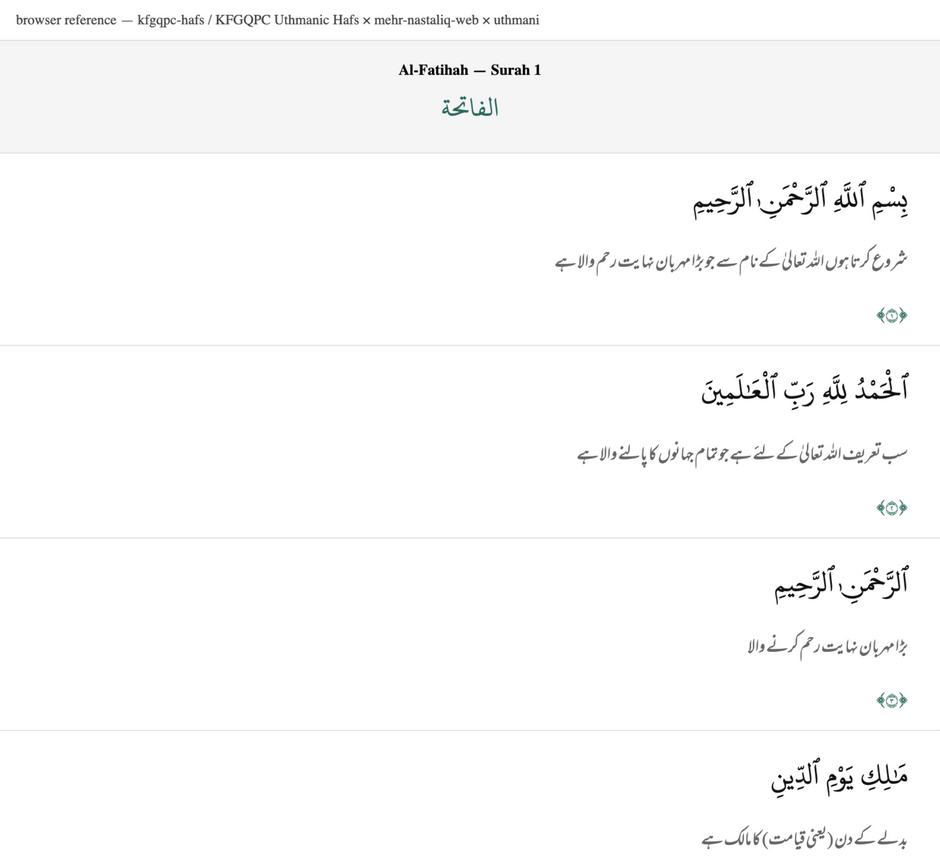 browser reference — kfgqpc-hafs / KFGQPC Uthmanic Hafs × mehr-nastaliq-web × uthmani
Al-Fatihah — Surah 1
الفاتحة
بِسْمِ ٱللَّهِ ٱلرَّحْمَـٰنِ ٱلرَّحِيمِ
شروع کرتا ہوں اللہ تعالیٰ کے نام سے جو بڑا مہربان نہایت رحم والا ہے
﴿١﴾
ٱلْحَمْدُ لِلَّهِ رَبِّ ٱلْعَـٰلَمِينَ
سب تعریف اللہ تعالیٰ کے لئے ہے جو تمام جہانوں کا پالنے والا ہے
﴿٢﴾
ٱلرَّحْمَـٰنِ ٱلرَّحِيمِ
بڑا مہربان نہایت رحم کرنے والا
﴿٣﴾
مَـٰلِكِ يَوْمِ ٱلدِّينِ
بدلے کے دن (یعنی قیامت) کا مالک ہے